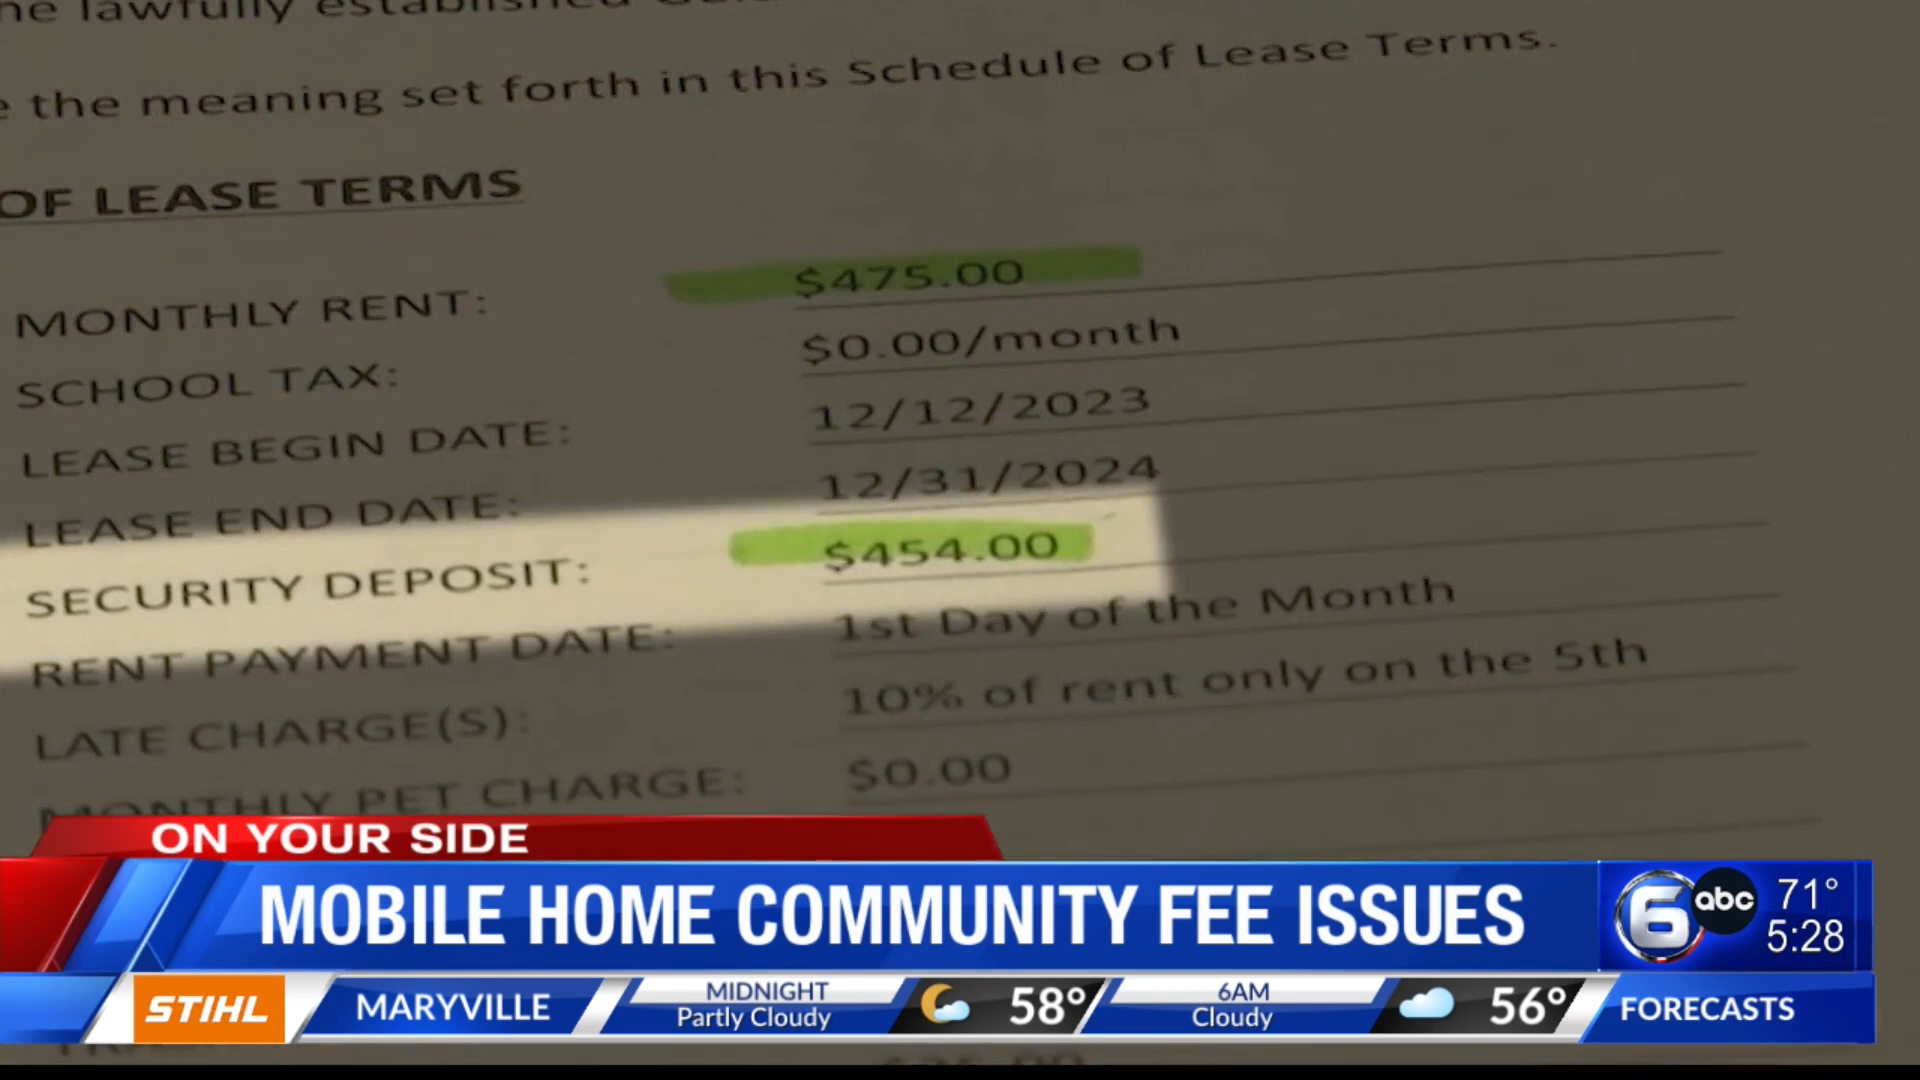 he lawfully established
e the meaning set forth in this Schedule of Lease Terms.
OF LEASE TERMS
MONTHLY RENT: $475.00
SCHOOL TAX: $0.00/month
LEASE BEGIN DATE: 12/12/2023
LEASE END DATE: 12/31/2024
SECURITY DEPOSIT: $454.00
RENT PAYMENT DATE: 1st Day of the Month
LATE CHARGE(S): 10% of rent only on the 5th
MONTHLY PET CHARGE: $0.00
ON YOUR SIDE
MOBILE HOME COMMUNITY FEE ISSUES
6 abc 71°
5:28
STIHL MARYVILLE MIDNIGHT Partly Cloudy 58° 6AM Cloudy 56° FORECASTS